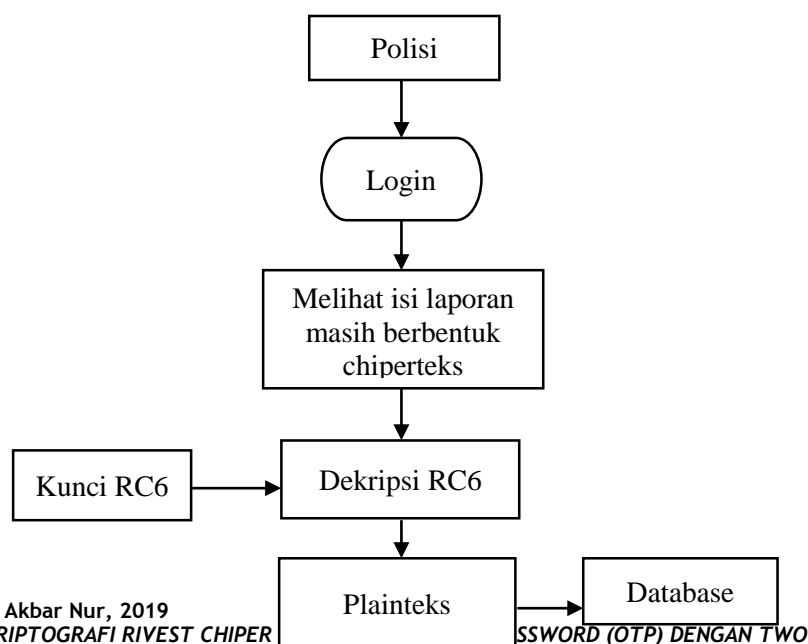 Polisi
Login
Melihat isi laporan
masih berbentuk
chiperteks
Kunci RC6
Dekripsi RC6
Plainteks
Database
Akbar Nur, 2019
RIPTOGRAFI RIVEST CHIPER SSWORD (OTP) DENGAN TWO